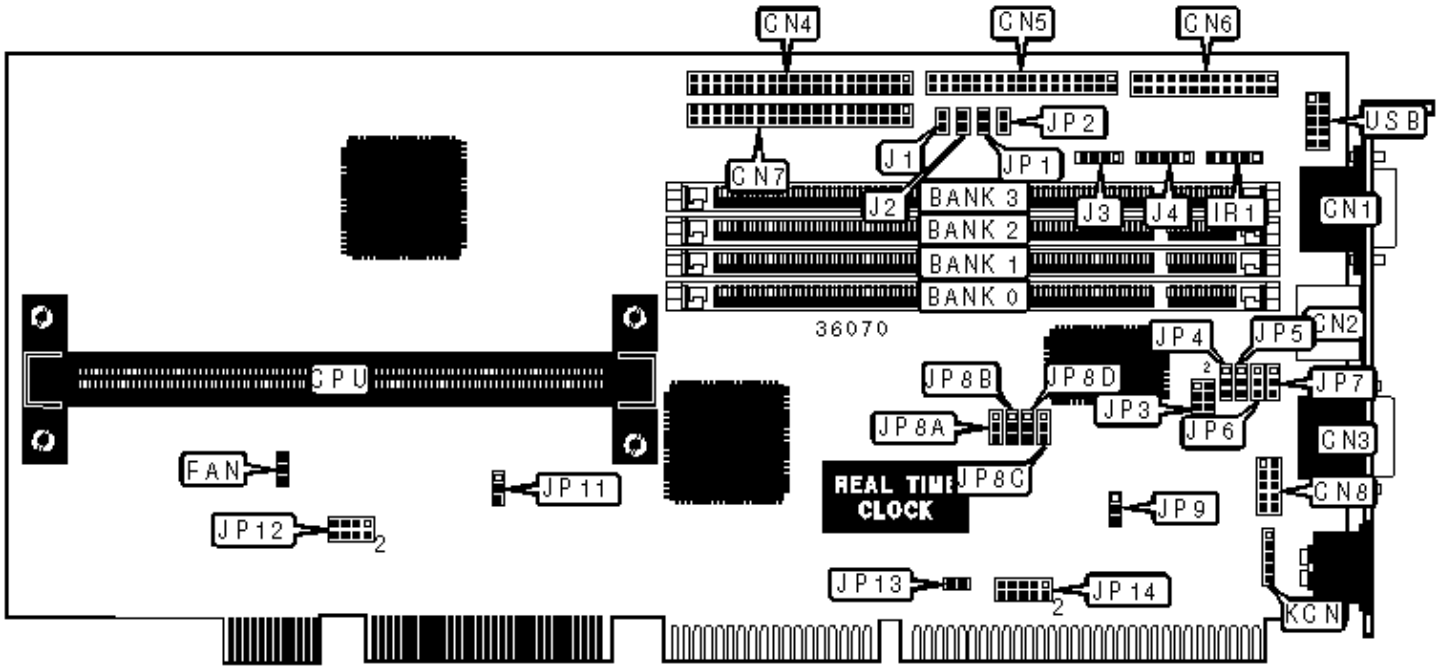 CN4
CN5
CN6
USB
JP2
J1
JP1
CN7
J2
BANK 3
J3
J4
IR1
CN1
BANK 2
BANK 1
BANK 0
36070
CN2
JP4
JP5
CPU
2
JP8B
JP8D
JP7
JP3
JP6
JP8A
CN3
FAN
JP8C
JP11
REAL TIME
CLOCK
CN8
JP9
JP12
2
JP13
JP14
2
KCN